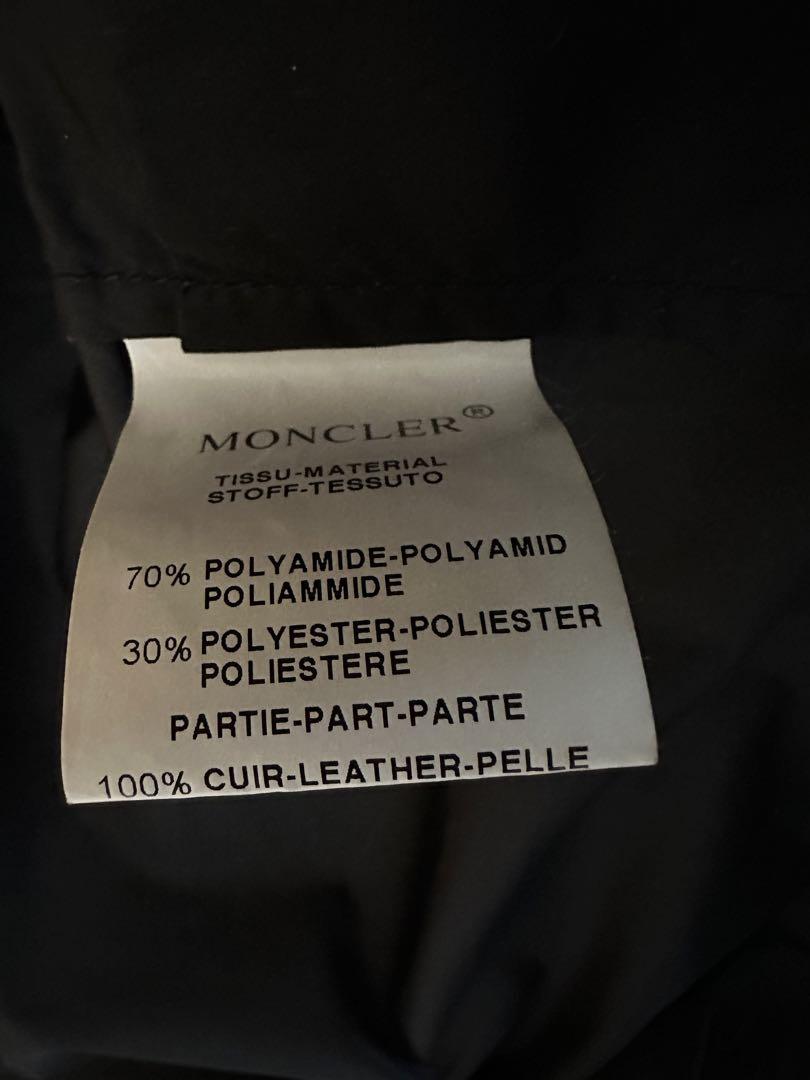 MONCLER®
TISSU-MATERIAL
STOFF-TESSUTO
70% POLYAMIDE-POLYAMID
POLIAMMIDE
30% POLYESTER-POLIESTER
POLIESTERE
PARTIE-PART-PARTE
100% CUIR-LEATHER-PELLE